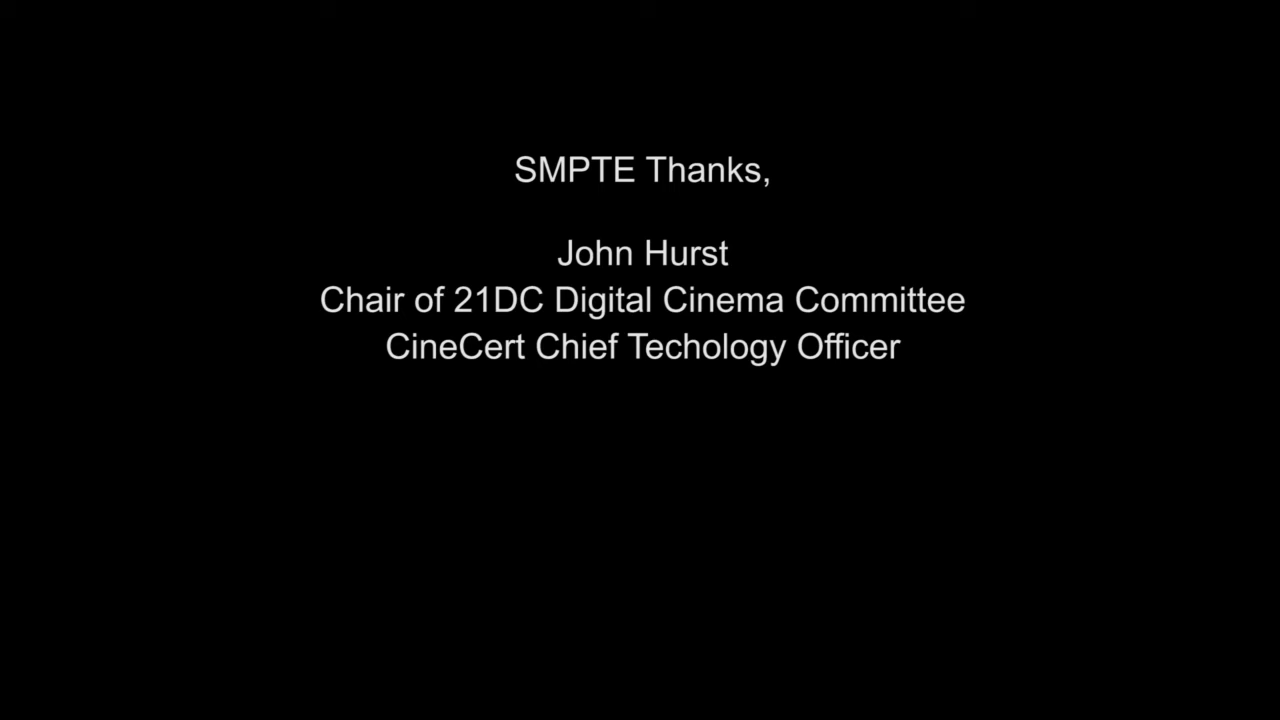 SMPTE Thanks,
John Hurst
Chair of 21DC Digital Cinema Committee
CineCert Chief Techology Officer